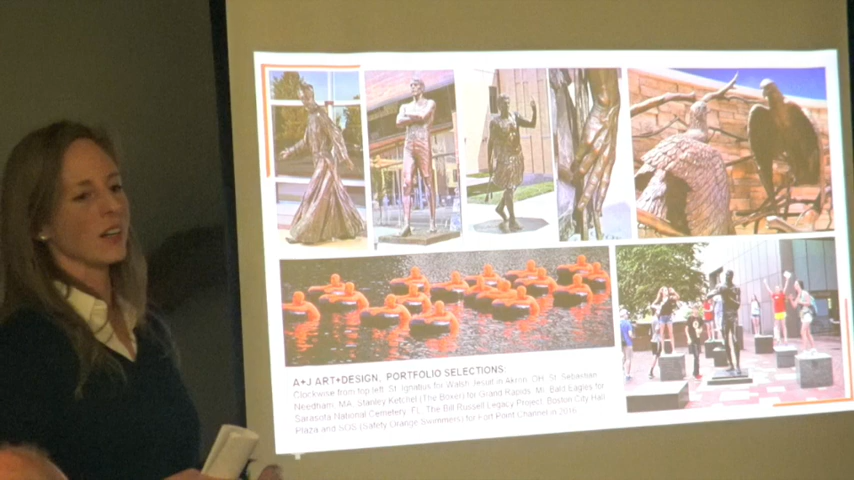 A+J ART+DESIGN, PORTFOLIO SELECTIONS:
Clockwise from top left, St. Ignatius for Walsh Jesuit in Akron, OH, St. Sebastian
Needham, MA, Stanley Ketchel (The Boxer) for Grand Rapids, MI, Bald Eagles for
Sarasota National Cemetery, FL, The Bill Russell Legacy Project, Boston City Hall
Plaza and (Safety Orange Swimmers) for Fort Point Channel in 2016